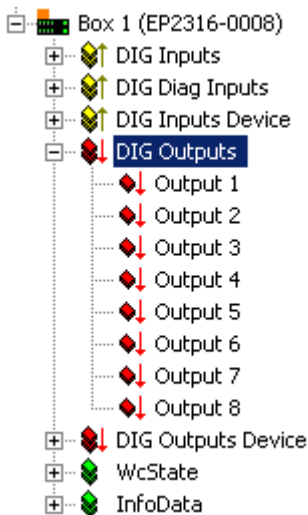 Box 1 (EP2316-0008)
DIG Inputs
DIG Diag Inputs
DIG Inputs Device
DIG Outputs
Output 1
Output 2
Output 3
Output 4
Output 5
Output 6
Output 7
Output 8
DIG Outputs Device
WcState
InfoData